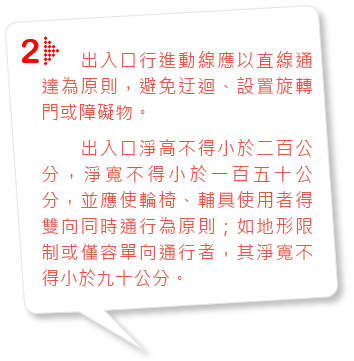 2
出入口行進動線應以直線通
達為原則，避免迂迴、設置旋轉
門或障礙物。
出入口淨高不得小於二百公
分，淨寬不得小於一百五十公
分，並應使輪椅、輔具使用者得
雙向同時通行為原則；如地形限
制或僅容單向通行者，其淨寬不
得小於九十公分。